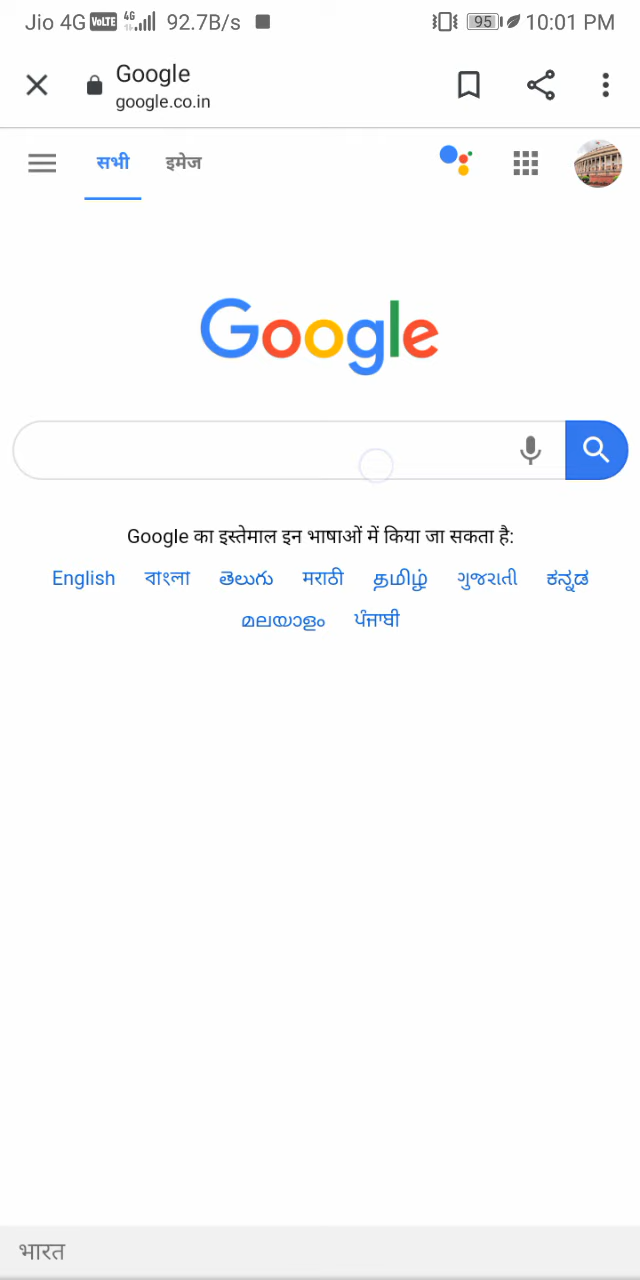 Jio 4G VoLTE 4G 92.7B/s 95 10:01 PM
Google
google.co.in
सभी इमेज
Google
Google का इस्तेमाल इन भाषाओं में किया जा सकता है:
English বাংলা తెలుగు मराठी தமிழ் ગુજરાતી ಕನ್ನಡ
മലയാളം ਪੰਜਾਬੀ
भारत